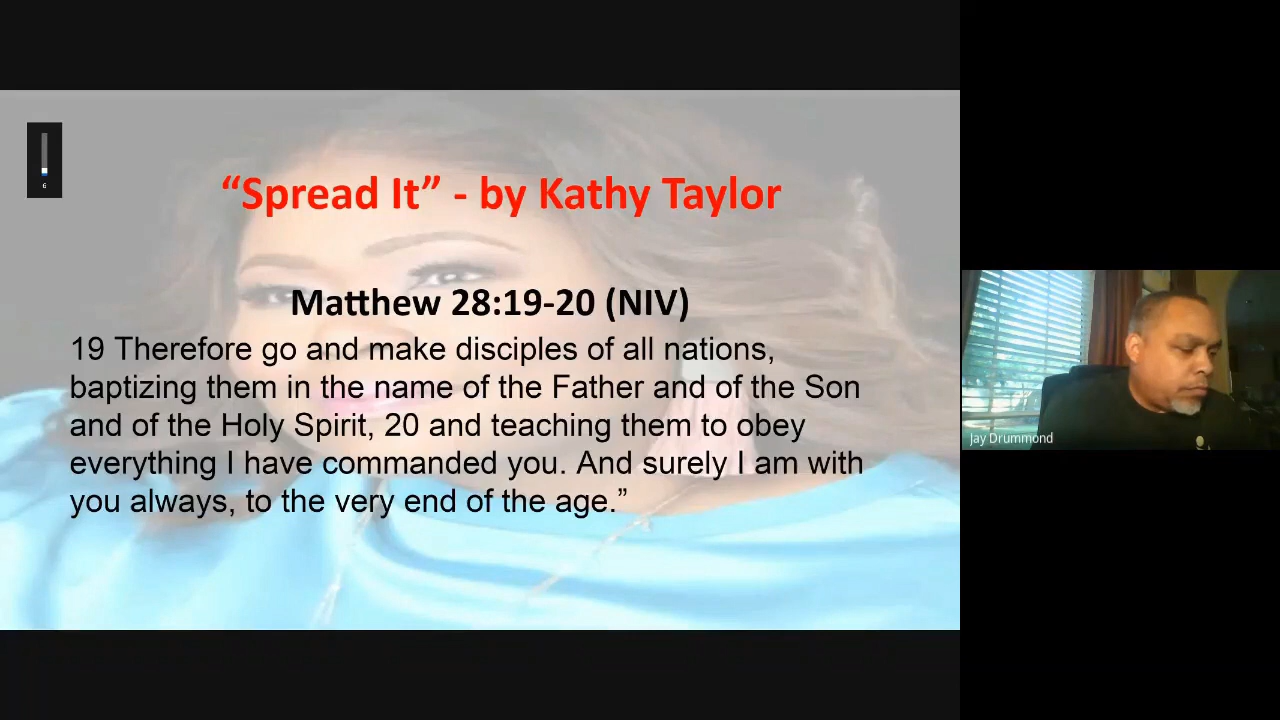 6
“Spread It” - by Kathy Taylor
Matthew 28:19-20 (NIV)
19 Therefore go and make disciples of all nations,
baptizing them in the name of the Father and of the Son
and of the Holy Spirit, 20 and teaching them to obey
everything I have commanded you. And surely I am with
you always, to the very end of the age.”
Jay Drummond